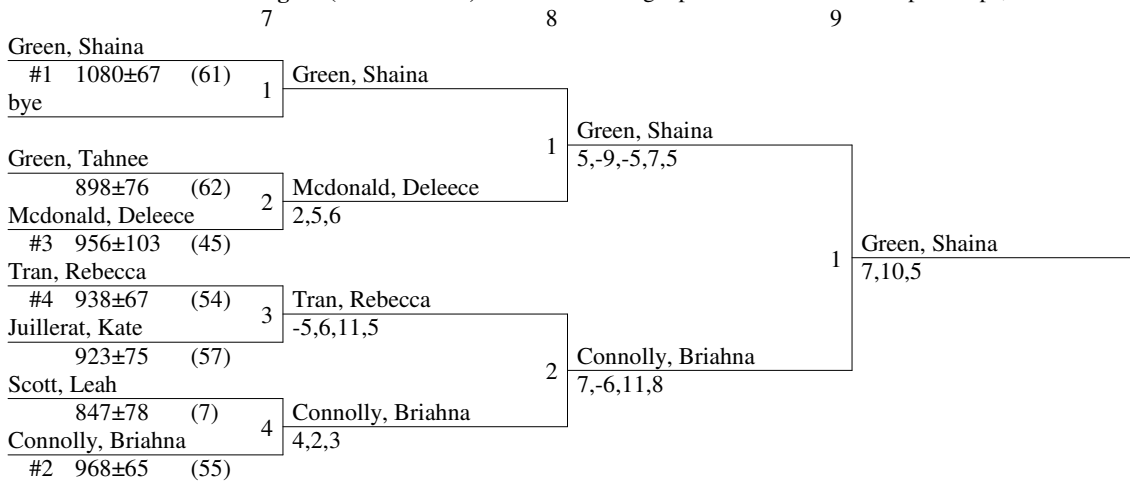 7 8 9
Green, Shaina
#1 1080±67 (61) 1 Green, Shaina
bye
1 Green, Shaina
5,-9,-5,7,5
Green, Tahnee
898±76 (62) 2 Mcdonald, Deleece
Mcdonald, Deleece 2,5,6
#3 956±103 (45)
1 Green, Shaina
7,10,5
Tran, Rebecca
#4 938±67 (54) 3 Tran, Rebecca
Juillerat, Kate -5,6,11,5
923±75 (57)
2 Connolly, Briahna
7,-6,11,8
Scott, Leah
847±78 (7) 4 Connolly, Briahna
Connolly, Briahna 4,2,3
#2 968±65 (55)